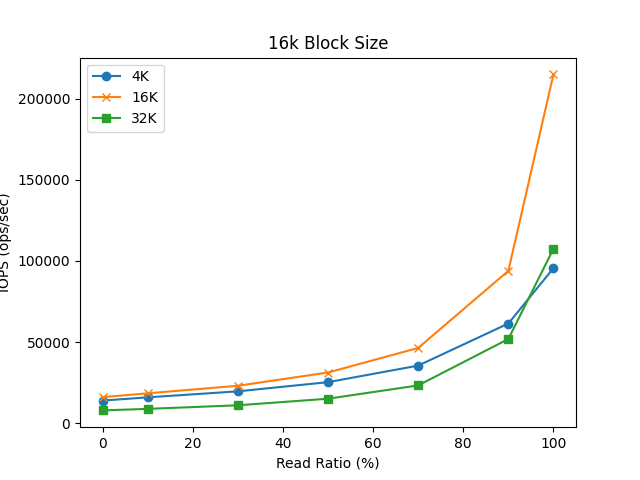 16k Block Size
4K
16K
32K
200000
150000
100000
50000
0
IOPS (ops/sec)
0 20 40 60 80 100
Read Ratio (%)